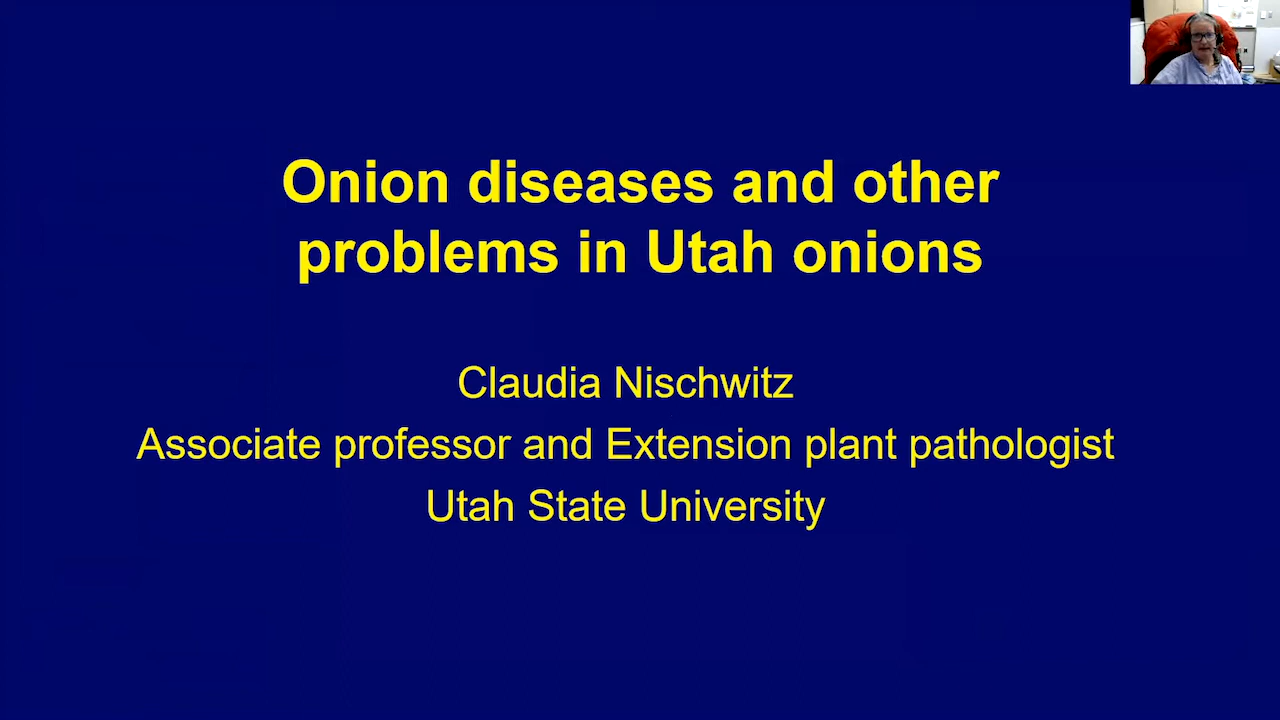 Onion diseases and other
problems in Utah onions
Claudia Nischwitz
Associate professor and Extension plant pathologist
Utah State University